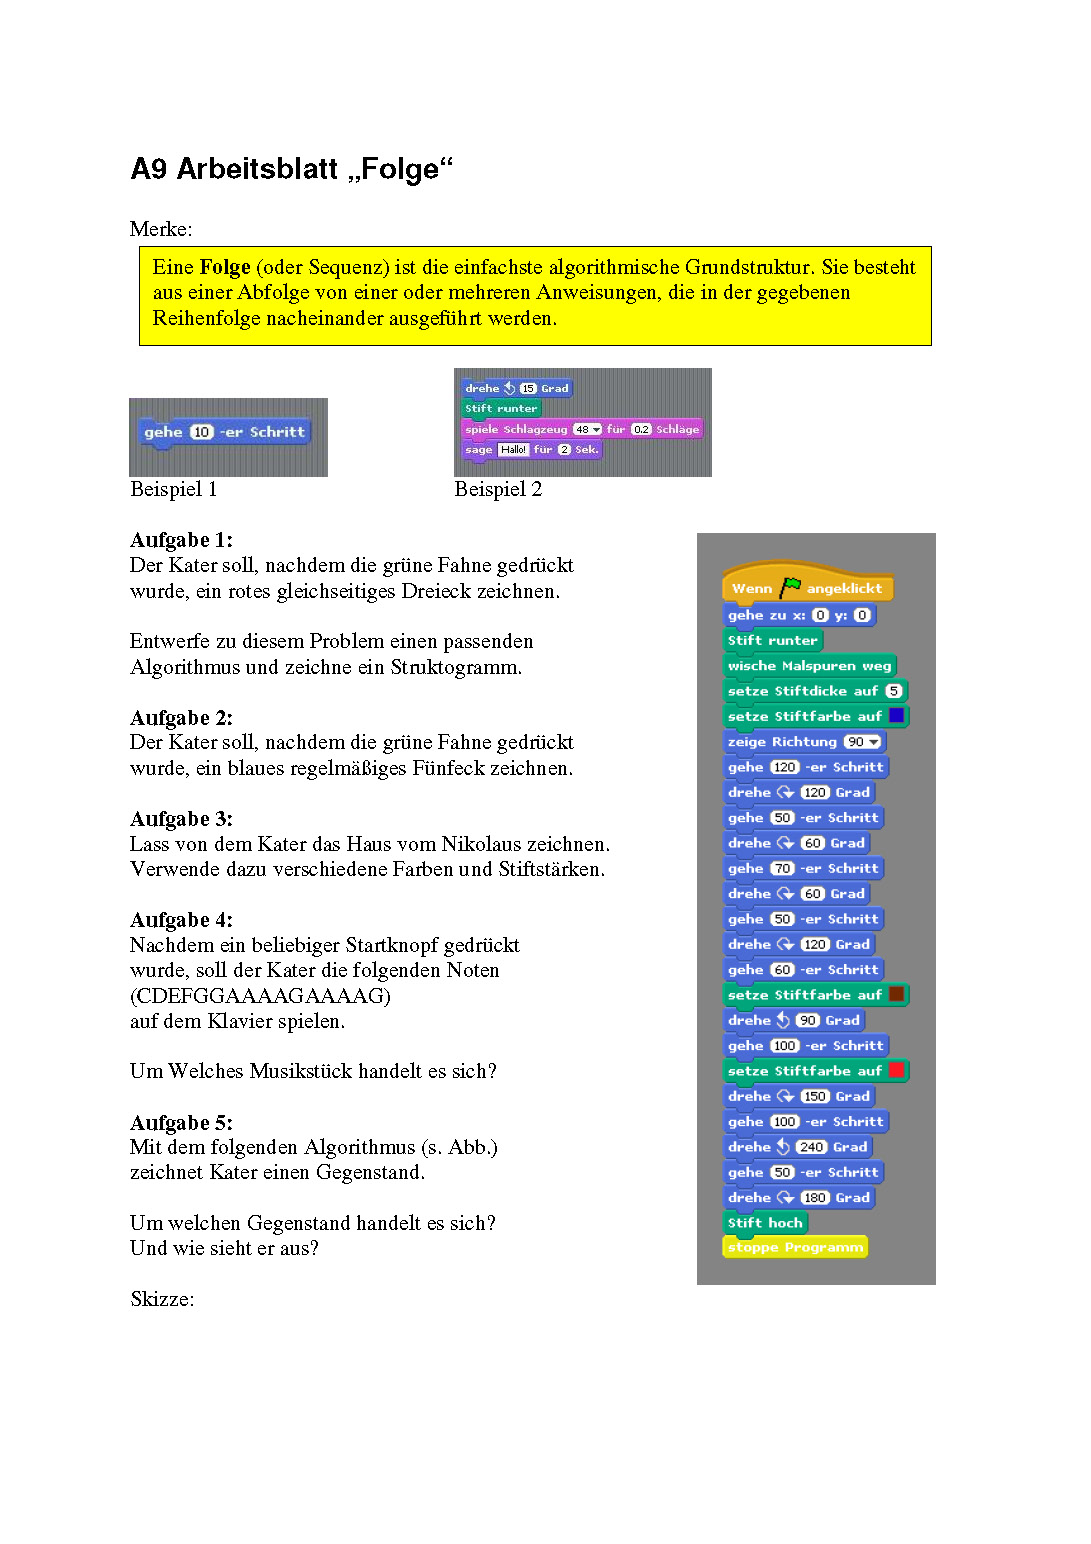 A9 Arbeitsblatt „Folge“
Merke:
Eine Folge (oder Sequenz) ist die einfachste algorithmische Grundstruktur. Sie besteht
aus einer Abfolge von einer oder mehreren Anweisungen, die in der gegebenen
Reihenfolge nacheinander ausgeführt werden.
gehe 10 -er Schritt
Beispiel 1
drehe 15 Grad
Stift runter
spiele Schlagzeug 48 für 0.2 Schläge
sage Hallo! für 2 Sek.
Beispiel 2
Aufgabe 1:
Der Kater soll, nachdem die grüne Fahne gedrückt
wurde, ein rotes gleichseitiges Dreieck zeichnen.
Entwerfe zu diesem Problem einen passenden
Algorithmus und zeichne ein Struktogramm.
Aufgabe 2:
Der Kater soll, nachdem die grüne Fahne gedrückt
wurde, ein blaues regelmäßiges Fünfeck zeichnen.
Aufgabe 3:
Lass von dem Kater das Haus vom Nikolaus zeichnen.
Verwende dazu verschiedene Farben und Stiftstärken.
Aufgabe 4:
Nachdem ein beliebiger Startknopf gedrückt
wurde, soll der Kater die folgenden Noten
(CDEFGGAAAAGAAAAG)
auf dem Klavier spielen.
Um Welches Musikstück handelt es sich?
Aufgabe 5:
Mit dem folgenden Algorithmus (s. Abb.)
zeichnet Kater einen Gegenstand.
Um welchen Gegenstand handelt es sich?
Und wie sieht er aus?
Skizze:
Wenn angeklickt
gehe zu x: 0 y: 0
Stift runter
wische Malspuren weg
setze Stiftdicke auf 5
setze Stiftfarbe auf
zeige Richtung 90
gehe 120 -er Schritt
drehe 120 Grad
gehe 50 -er Schritt
drehe 60 Grad
gehe 70 -er Schritt
drehe 60 Grad
gehe 50 -er Schritt
drehe 120 Grad
gehe 60 -er Schritt
setze Stiftfarbe auf
drehe 90 Grad
gehe 100 -er Schritt
setze Stiftfarbe auf
drehe 150 Grad
gehe 100 -er Schritt
drehe 240 Grad
gehe 50 -er Schritt
drehe 180 Grad
Stift hoch
stoppe Programm